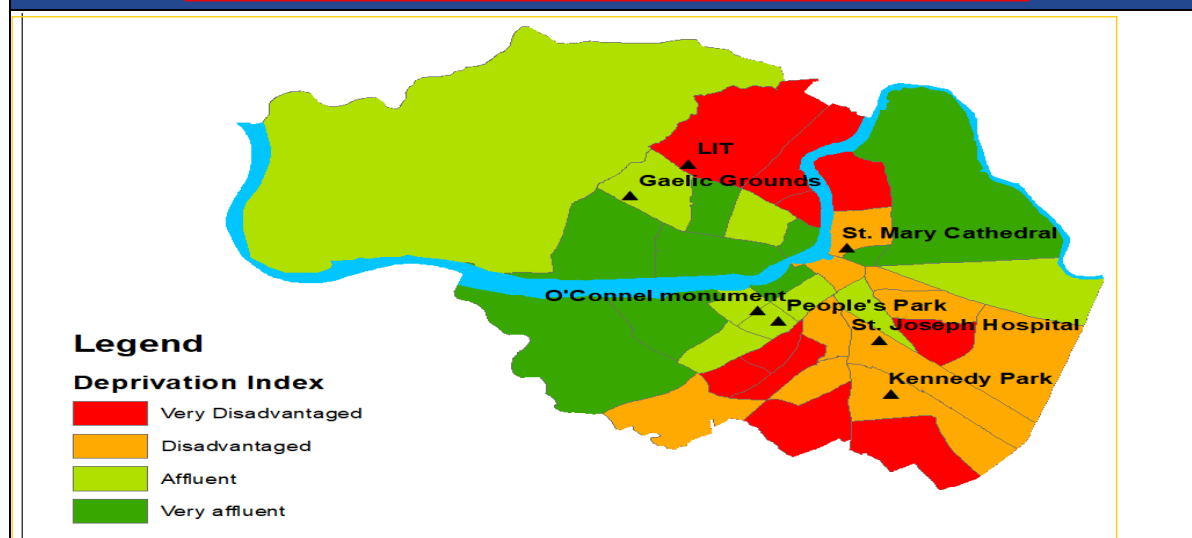 LIT
Gaelic Grounds
St. Mary Cathedral
O'Connel monument
People's Park
St. Joseph Hospital
Kennedy Park
Legend
Deprivation Index
Very Disadvantaged
Disadvantaged
Affluent
Very affluent